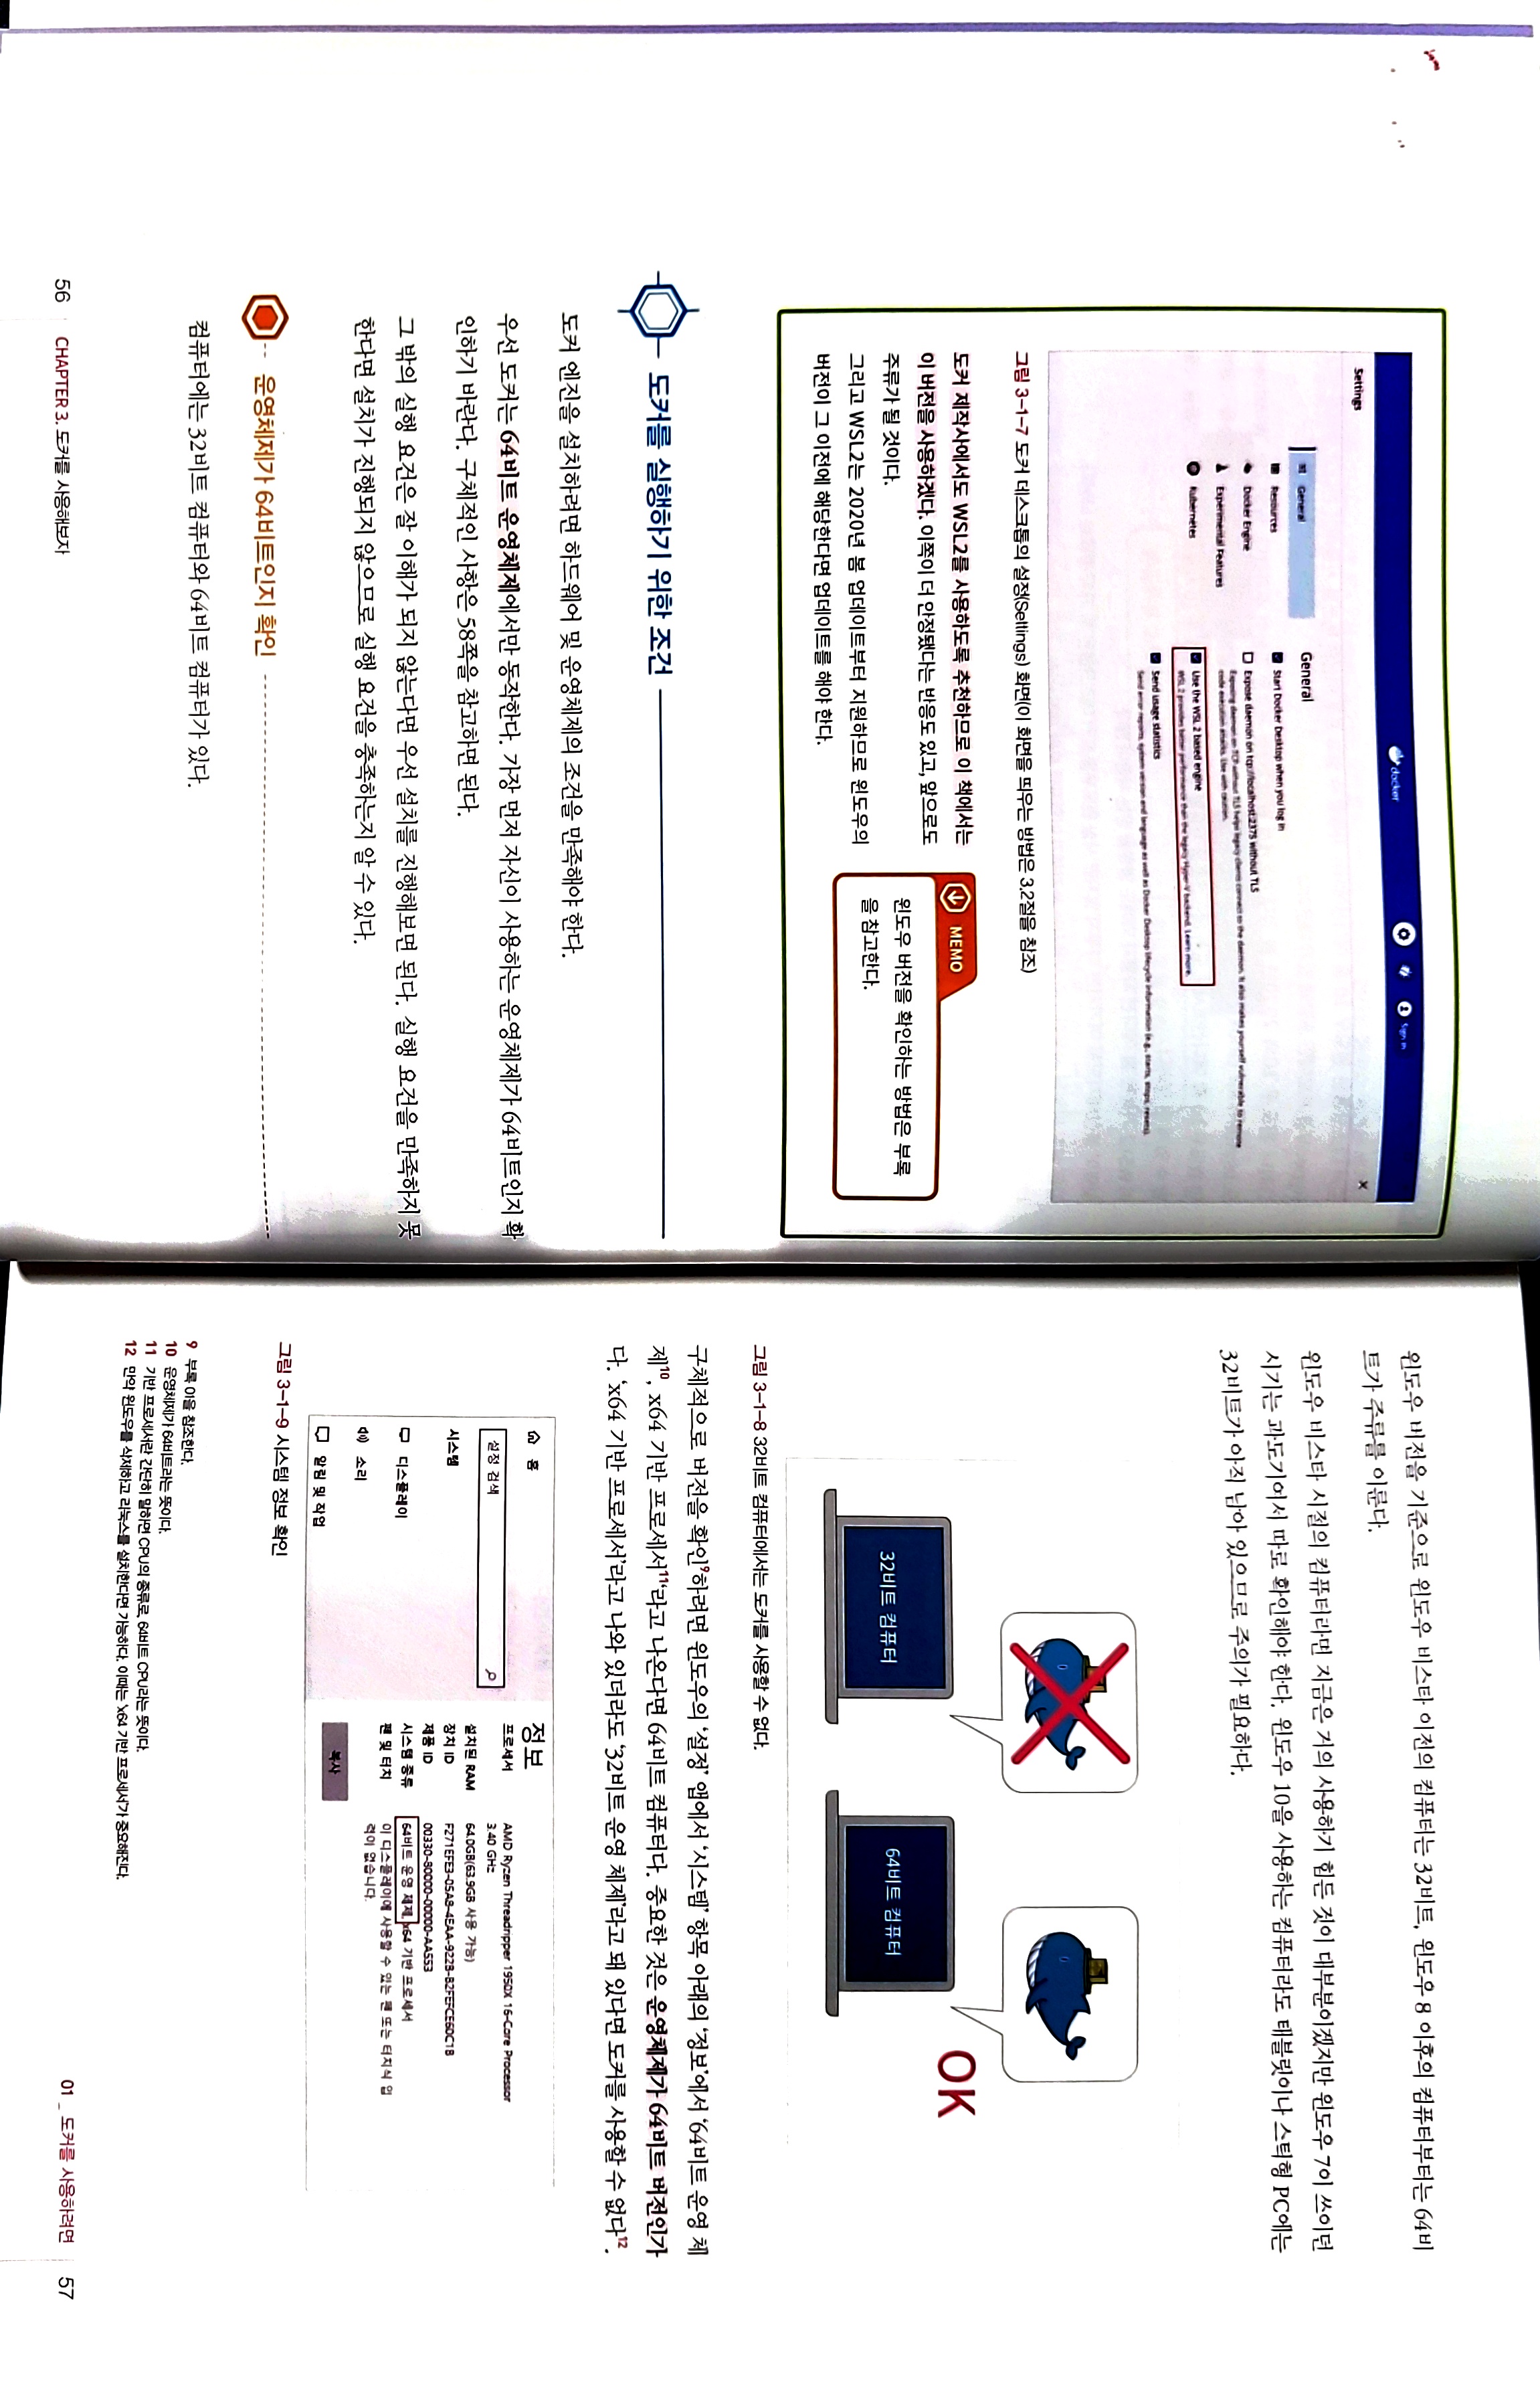 docker
Sign in
Settings
×
General
Resources
Docker Engine
Experimental Features
Kubernetes
General
Start Docker Desktop when you log in
Expose daemon on tcp://localhost:2375 without TLS
Exposing daemon on TCP without TLS helps legacy clients connect to the daemon. It also makes yourself vulnerable to remote
code execution attacks. Use with caution.
Use the WSL 2 based engine
WSL 2 provides better performance than the legacy Hyper-V backend. Learn more.
Send usage statistics
Send error reports, system version and language as well as Docker Desktop lifecycle information (e.g., starts, stops, resets).
그림 3-1-7 도커 데스크톱의 설정(Settings) 화면(이 화면을 띄우는 방법은 3.2절을 참조)
도커 제작사에서도 WSL2를 사용하도록 추천하므로 이 책에서는
이 버전을 사용하겠다. 이쪽이 더 안정됐다는 반응도 있고, 앞으로도
주류가 될 것이다.
그리고 WSL2는 2020년 봄 업데이트부터 지원하므로 윈도우의
버전이 그 이전에 해당한다면 업데이트를 해야 한다.
MEMO
윈도우 버전을 확인하는 방법은 부록
을 참고한다.
도커를 실행하기 위한 조건
도커 엔진을 설치하려면 하드웨어 및 운영체제의 조건을 만족해야 한다.
우선 도커는 64비트 운영체제에서만 동작한다. 가장 먼저 자신이 사용하는 운영체제가 64비트인지 확
인하기 바란다. 구체적인 사항은 58쪽을 참고하면 된다.
그 밖의 실행 요건은 잘 이해가 되지 않는다면 우선 설치를 진행해보면 된다. 실행 요건을 만족하지 못
한다면 설치가 진행되지 않으므로 실행 요건을 충족하는지 알 수 있다.
운영체제가 64비트인지 확인
컴퓨터에는 32비트 컴퓨터와 64비트 컴퓨터가 있다.
56 CHAPTER 3. 도커를 사용해보자
윈도우 버전을 기준으로 윈도우 비스타 이전의 컴퓨터는 32비트, 윈도우 8 이후의 컴퓨터부터는 64비
트가 주류를 이룬다.
윈도우 비스타 시절의 컴퓨터라면 지금은 거의 사용하기 힘든 것이 대부분이겠지만 윈도우 7이 쓰이던
시기는 과도기여서 따로 확인해야 한다. 윈도우 10을 사용하는 컴퓨터라도 태블릿이나 스틱형 PC에는
32비트가 아직 남아 있으므로 주의가 필요하다.
OK
32비트 컴퓨터
64비트 컴퓨터
그림 3-1-8 32비트 컴퓨터에서는 도커를 사용할 수 없다.
구체적으로 버전을 확인9하려면 윈도우의 ‘설정’ 앱에서 ‘시스템’ 항목 아래의 ‘정보’에서 ‘64비트 운영 체
제10, x64 기반 프로세서11‘라고 나온다면 64비트 컴퓨터다. 중요한 것은 운영체제가 64비트 버전인가
다. ‘x64 기반 프로세서’라고 나와 있더라도 ‘32비트 운영 체제’라고 돼 있다면 도커를 사용할 수 없다12.
홈
설정 검색
시스템
디스플레이
소리
알림 및 작업
정보
프로세서 AMD Ryzen Threadripper 1950X 16-Core Processor
3.40 GHz
설치된 RAM 64.0GB(63.9GB 사용 가능)
장치 ID F271EFE3-05A8-4EAA-922B-B2FEFCE60C1B
제품 ID 00330-80000-00000-AA553
시스템 종류 64비트 운영 체제, x64 기반 프로세서
펜 및 터치 이 디스플레이에 사용할 수 있는 펜 또는 터치식 입
력이 없습니다.
복사
그림 3-1-9 시스템 정보 확인
9 부록 01을 참조한다.
10 운영체제가 64비트라는 뜻이다.
11 기반 프로세서란 간단히 말하면 CPU의 종류로, 64비트 CPU라는 뜻이다.
12 만약 윈도우를 삭제하고 리눅스를 설치한다면 가능하다. 이때는 ‘x64 기반 프로세서’가 중요해진다.
01 _ 도커를 사용하려면 57